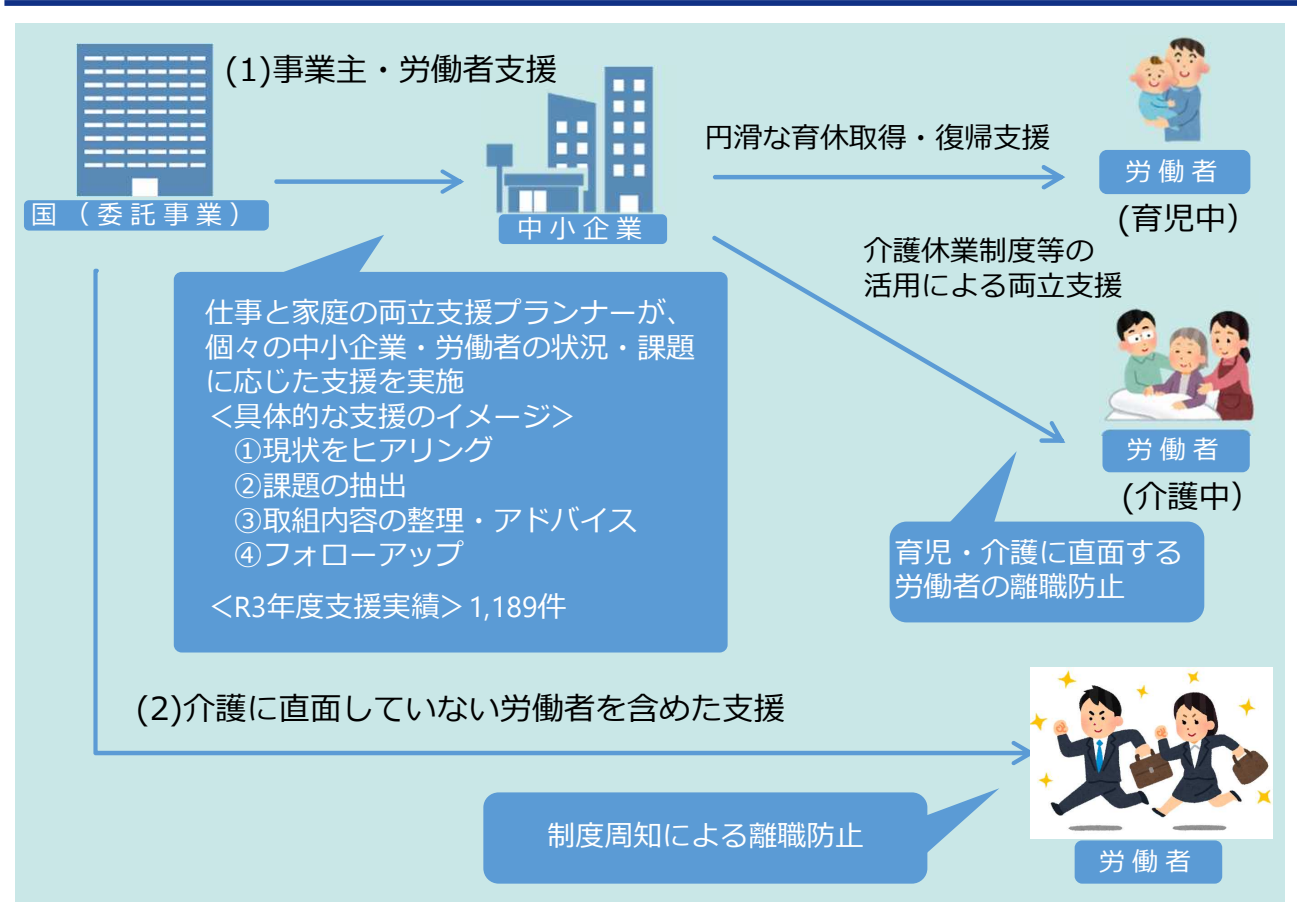 (1)事業主・労働者支援
国（委託事業）
中小企業
円滑な育休取得・復帰支援
労働者
(育児中）
介護休業制度等の
活用による両立支援
労働者
(介護中）
仕事と家庭の両立支援プランナーが、
個々の中小企業・労働者の状況・課題
に応じた支援を実施
＜具体的な支援のイメージ＞
①現状をヒアリング
②課題の抽出
③取組内容の整理・アドバイス
④フォローアップ
＜R3年度支援実績＞1,189件
育児・介護に直面する
労働者の離職防止
(2)介護に直面していない労働者を含めた支援
制度周知による離職防止
労働者